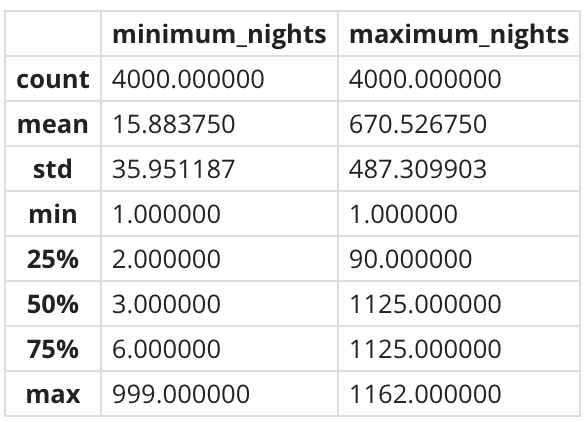 minimum_nights maximum_nights
count 4000.000000 4000.000000
mean 15.883750 670.526750
std 35.951187 487.309903
min 1.000000 1.000000
25% 2.000000 90.000000
50% 3.000000 1125.000000
75% 6.000000 1125.000000
max 999.000000 1162.000000